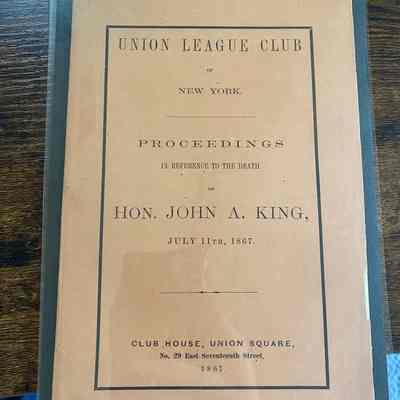 UNION LEAGUE CLUB
OF
NEW YORK.
PROCEEDINGS
IN REFERENCE TO THE DEATH
OF
HON. JOHN A. KING,
JULY 11TH, 1867.
CLUB HOUSE, UNION SQUARE,
No. 29 East Seventeenth Street,
1867